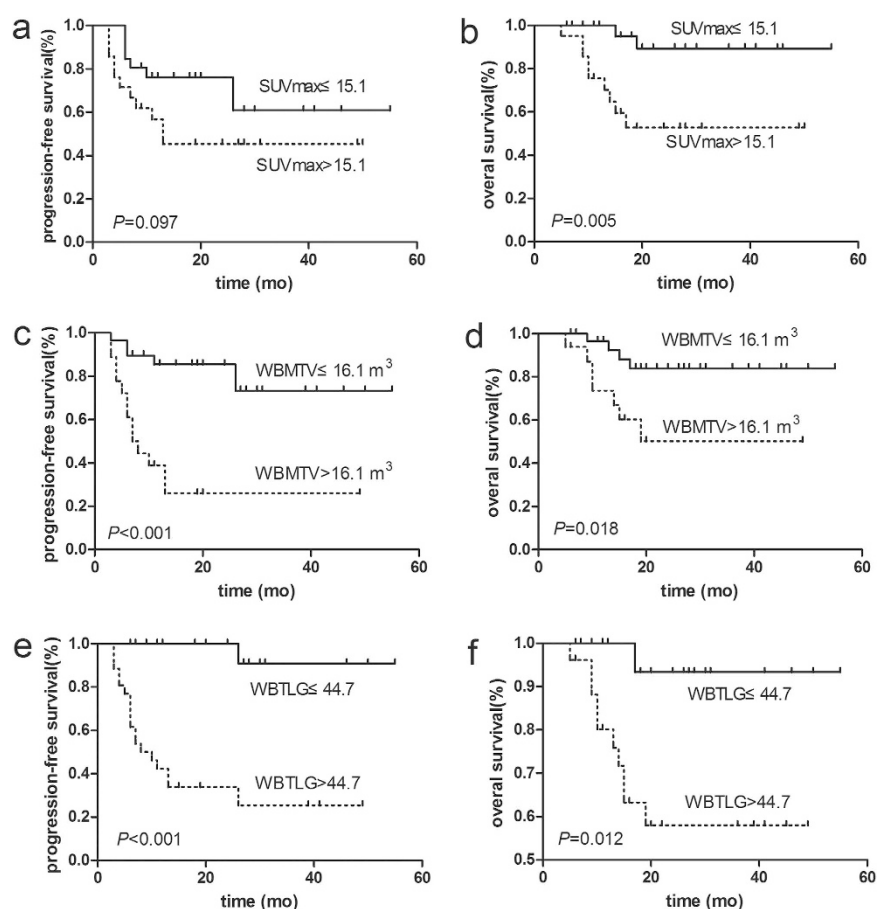 a
progression-free survival(%)
1.0
0.8
0.6
0.4
0.2
0.0
SUVmax≤ 15.1
SUVmax>15.1
P=0.097
0 20 40 60
time (mo)
b
overal survival(%)
1.0
0.8
0.6
0.4
0.2
0.0
SUVmax≤ 15.1
SUVmax>15.1
P=0.005
0 20 40 60
time (mo)
c
progression-free survival(%)
1.0
0.8
0.6
0.4
0.2
0.0
WBMTV≤ 16.1 m³
WBMTV>16.1 m³
P<0.001
0 20 40 60
time (mo)
d
overal survival(%)
1.0
0.8
0.6
0.4
0.2
0.0
WBMTV≤ 16.1 m³
WBMTV>16.1 m³
P=0.018
0 20 40 60
time (mo)
e
progression-free survival(%)
1.0
0.8
0.6
0.4
0.2
0.0
WBTLG≤ 44.7
WBTLG>44.7
P<0.001
0 20 40 60
time (mo)
f
overal survival(%)
1.0
0.9
0.8
0.7
0.6
0.5
WBTLG≤ 44.7
WBTLG>44.7
P=0.012
0 20 40 60
time (mo)